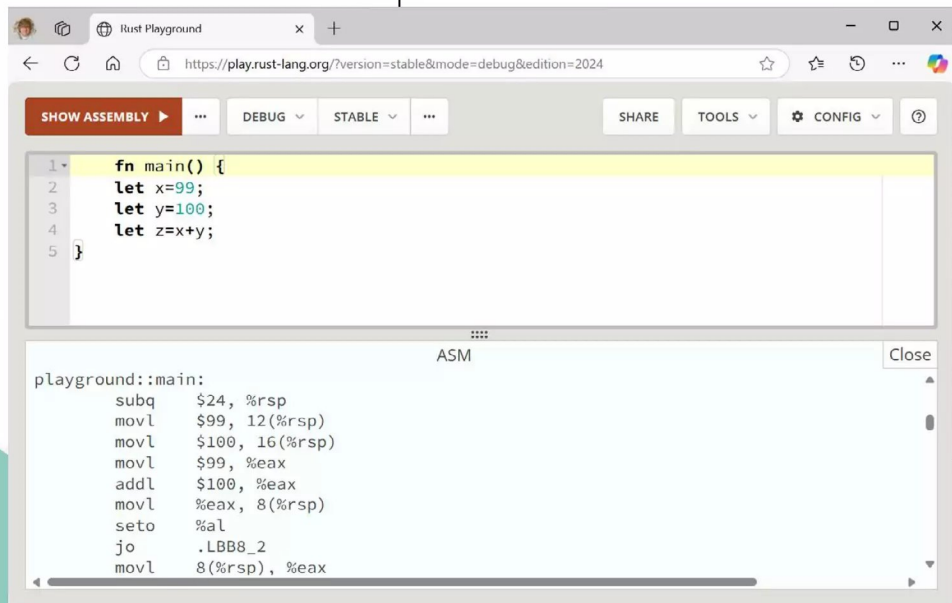 Rust Playground
https://play.rust-lang.org/?version=stable&mode=debug&edition=2024
SHOW ASSEMBLY ... DEBUG STABLE ... SHARE TOOLS CONFIG ?
1 fn main() {
2 let x=99;
3 let y=100;
4 let z=x+y;
5 }
ASM Close
playground::main:
subq $24, %rsp
movl $99, 12(%rsp)
movl $100, 16(%rsp)
movl $99, %eax
addl $100, %eax
movl %eax, 8(%rsp)
seto %al
jo .LBB8_2
movl 8(%rsp), %eax